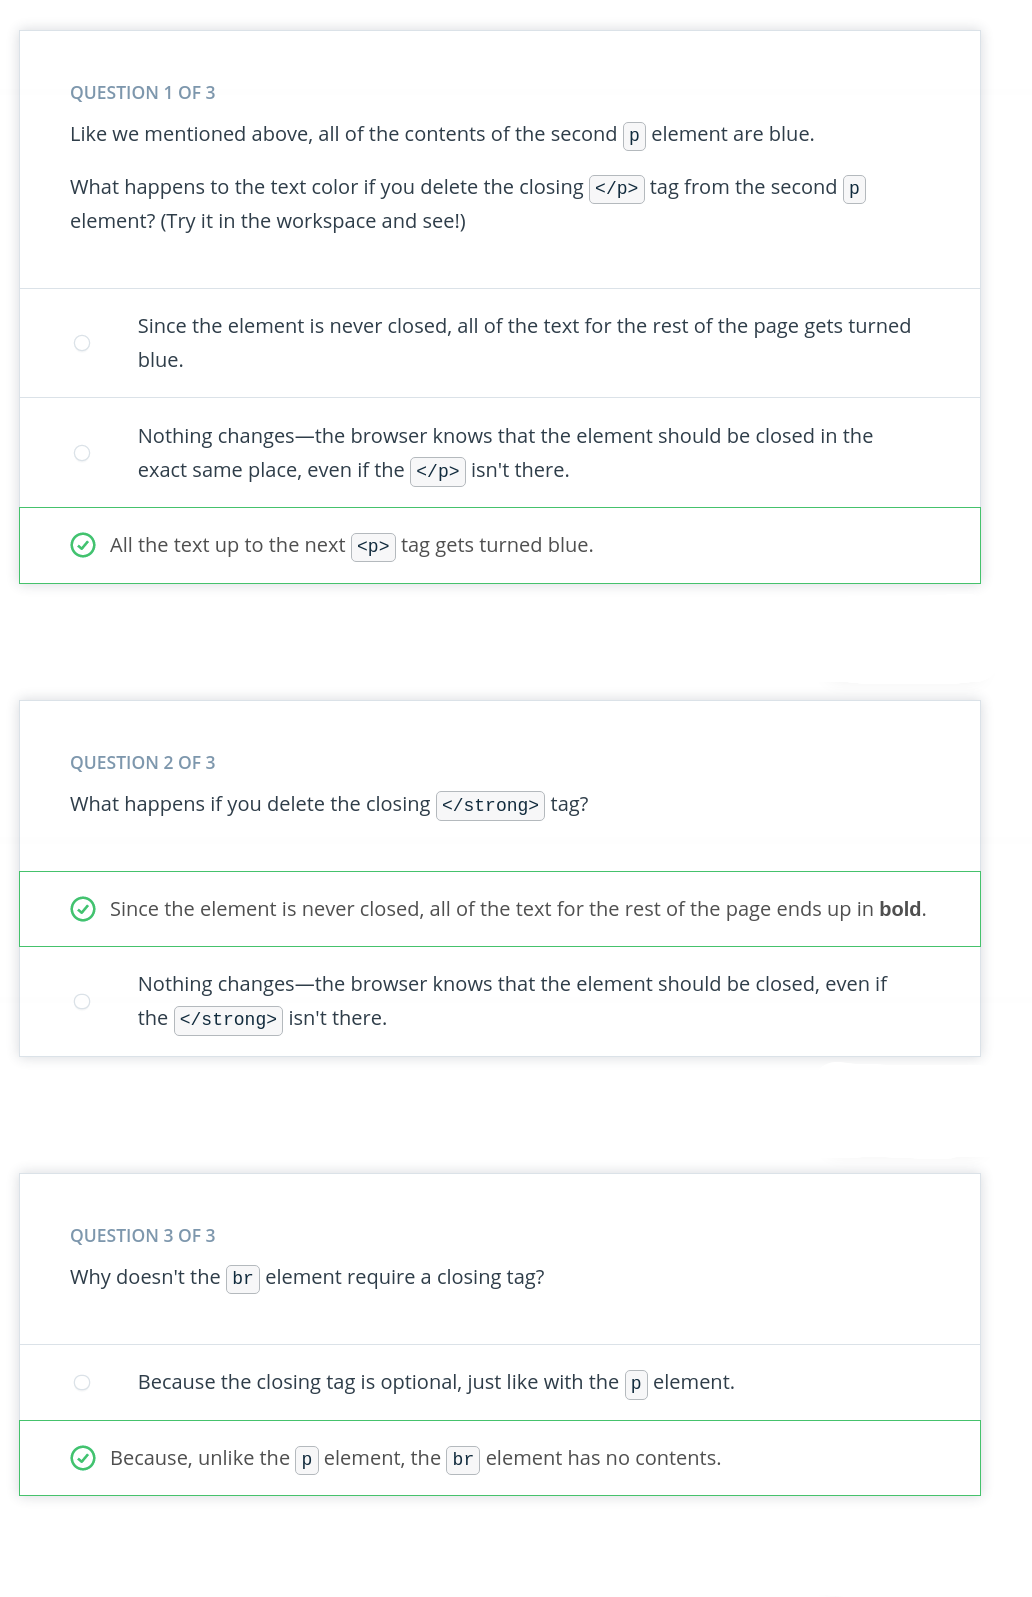 QUESTION 1 OF 3
Like we mentioned above, all of the contents of the second p element are blue.
What happens to the text color if you delete the closing </p> tag from the second p
element? (Try it in the workspace and see!)
Since the element is never closed, all of the text for the rest of the page gets turned
blue.
Nothing changes—the browser knows that the element should be closed in the
exact same place, even if the </p> isn't there.
All the text up to the next <p> tag gets turned blue.
QUESTION 2 OF 3
What happens if you delete the closing </strong> tag?
Since the element is never closed, all of the text for the rest of the page ends up in bold.
Nothing changes—the browser knows that the element should be closed, even if
the </strong> isn't there.
QUESTION 3 OF 3
Why doesn't the br element require a closing tag?
Because the closing tag is optional, just like with the p element.
Because, unlike the p element, the br element has no contents.